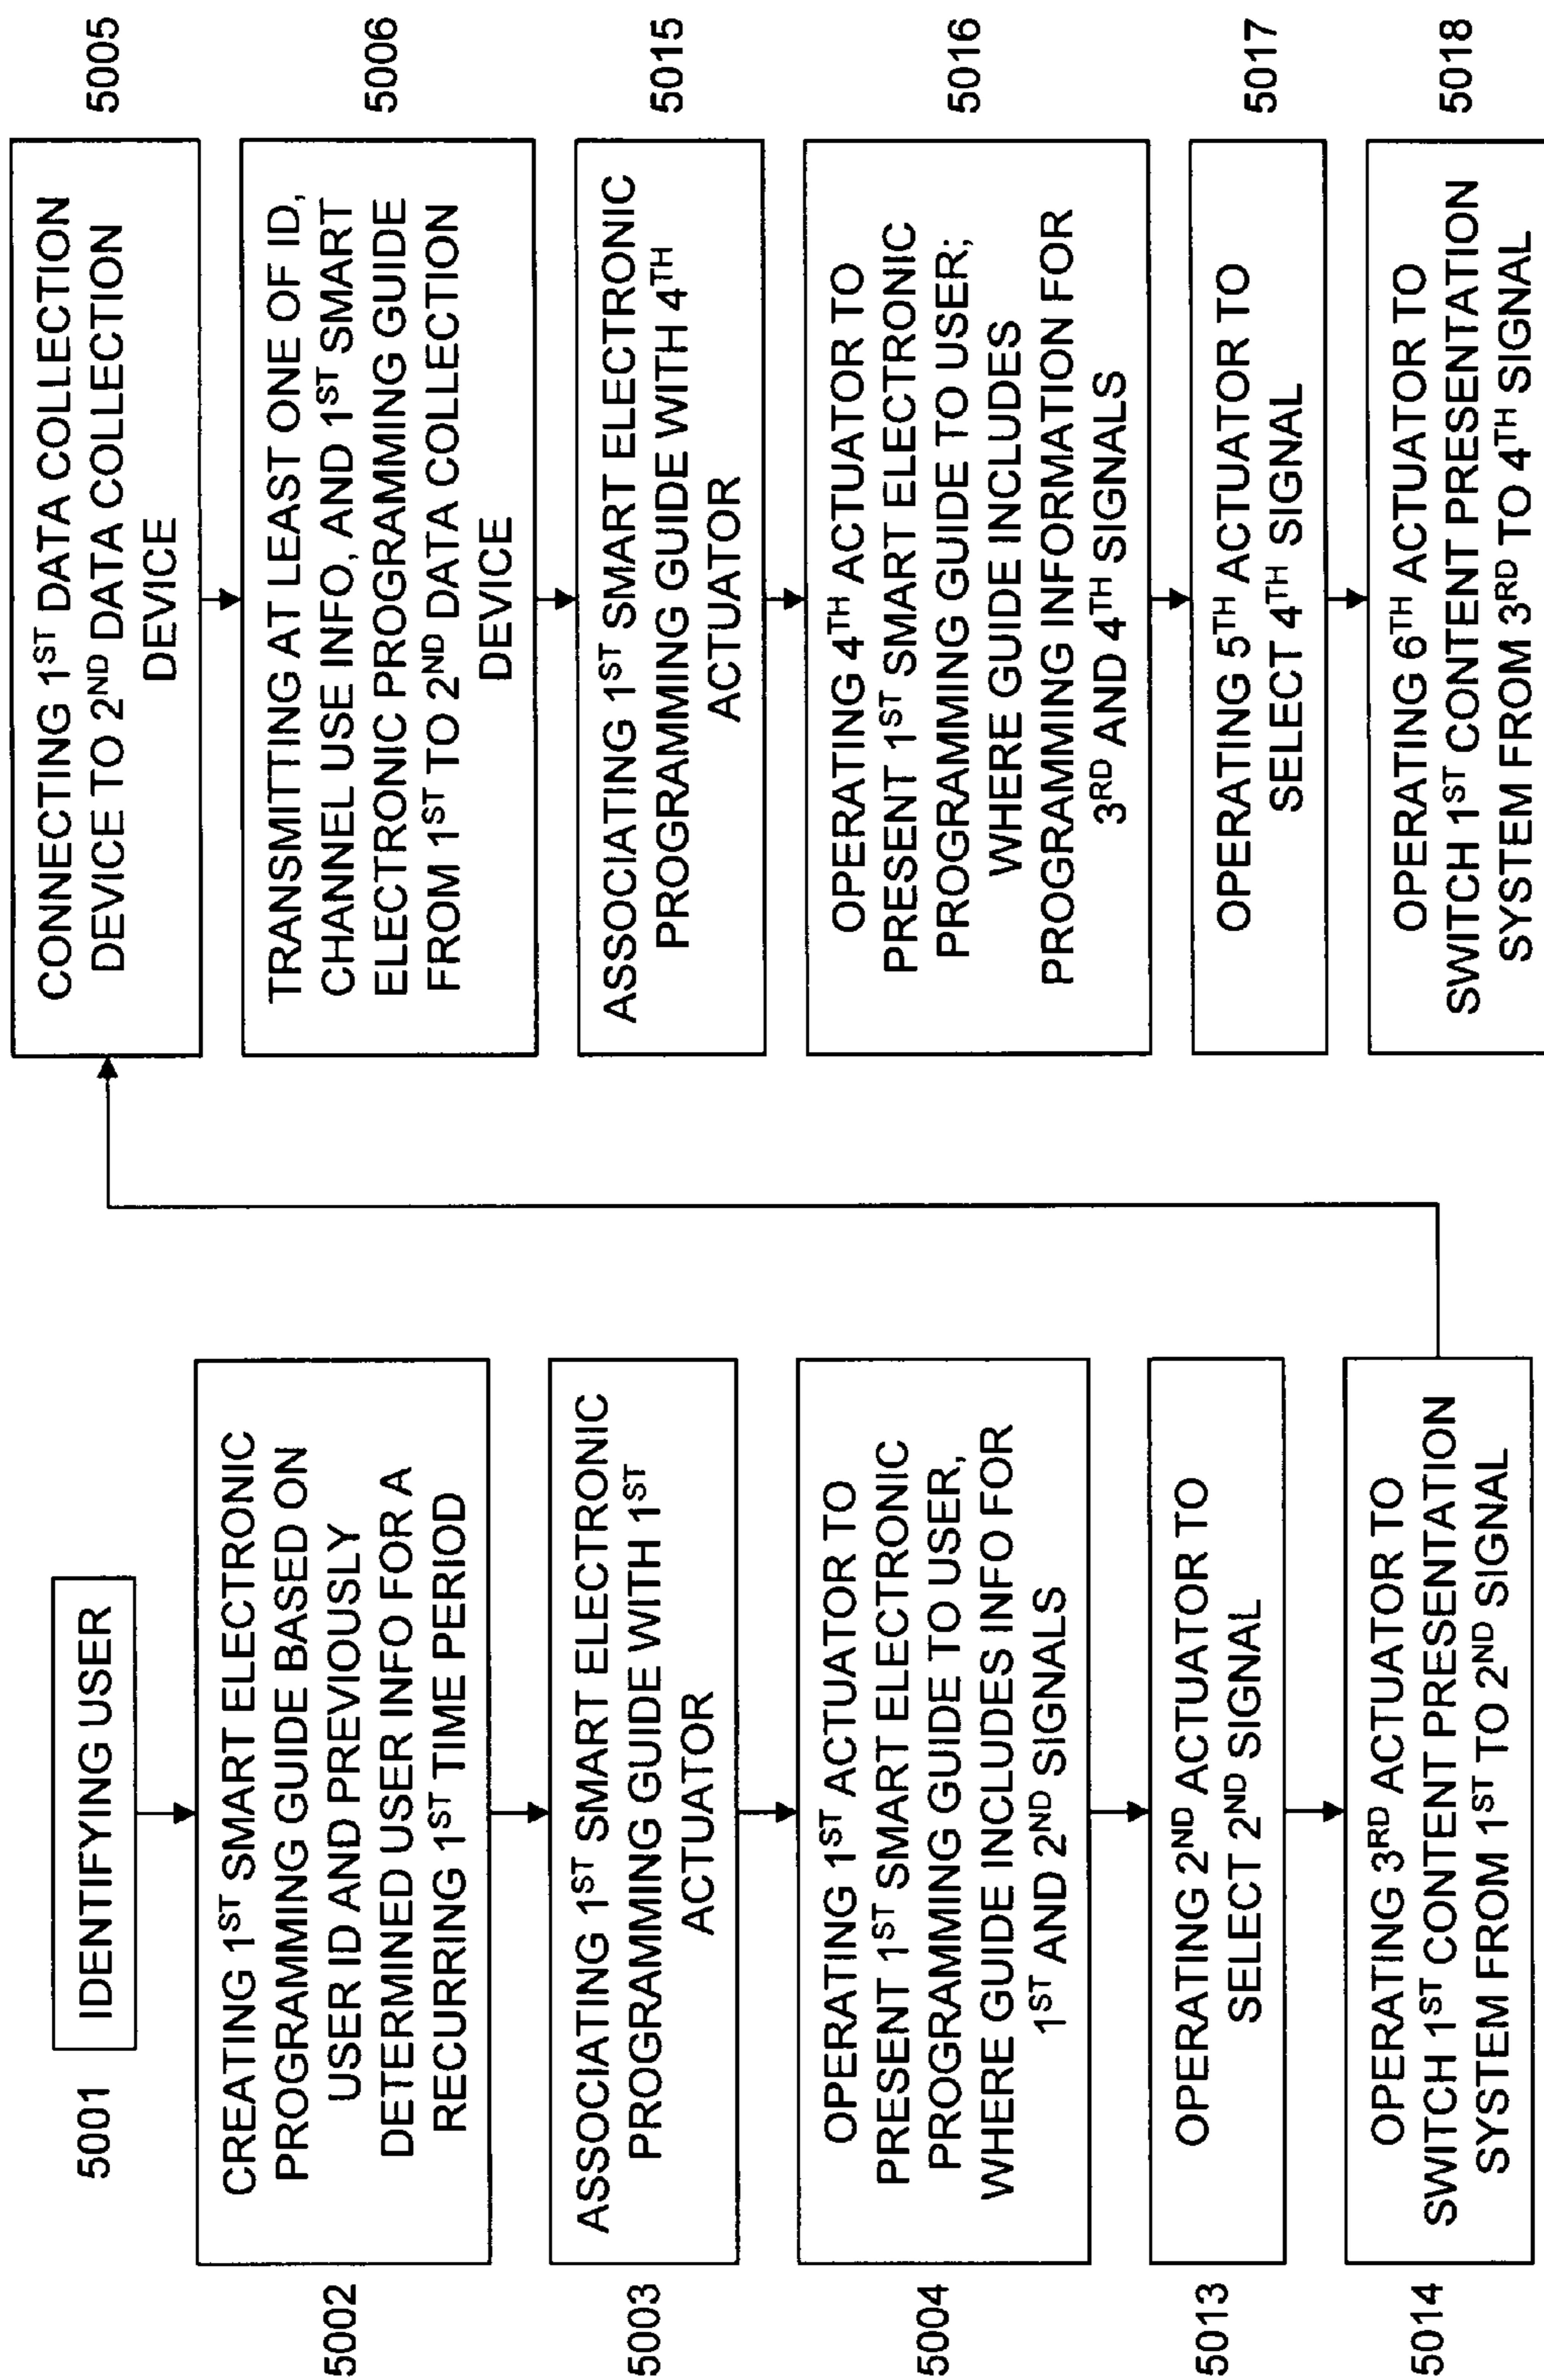 5001
IDENTIFYING USER
5002
CREATING 1ST SMART ELECTRONIC
PROGRAMMING GUIDE BASED ON
USER ID AND PREVIOUSLY
DETERMINED USER INFO FOR A
RECURRING 1ST TIME PERIOD
5003
ASSOCIATING 1ST SMART ELECTRONIC
PROGRAMMING GUIDE WITH 1ST
ACTUATOR
5004
OPERATING 1ST ACTUATOR TO
PRESENT 1ST SMART ELECTRONIC
PROGRAMMING GUIDE TO USER,
WHERE GUIDE INCLUDES INFO FOR
1ST AND 2ND SIGNALS
5013
OPERATING 2ND ACTUATOR TO
SELECT 2ND SIGNAL
5014
OPERATING 3RD ACTUATOR TO
SWITCH 1ST CONTENT PRESENTATION
SYSTEM FROM 1ST TO 2ND SIGNAL
CONNECTING 1ST DATA COLLECTION
DEVICE TO 2ND DATA COLLECTION
DEVICE
5005
TRANSMITTING AT LEAST ONE OF ID,
CHANNEL USE INFO, AND 1ST SMART
ELECTRONIC PROGRAMING GUIDE
FROM 1ST TO 2ND DATA COLLECTION
DEVICE
5006
ASSOCIATING 1ST SMART ELECTRONIC
PROGRAMMING GUIDE WITH 4TH
ACTUATOR
5015
OPERATING 4TH ACTUATOR TO
PRESENT 1ST SMART ELECTRONIC
PROGRAMMING GUIDE TO USER;
WHERE GUIDE INCLUDES
PROGRAMMING INFORMATION FOR
3RD AND 4TH SIGNALS
5016
OPERATING 5TH ACTUATOR TO
SELECT 4TH SIGNAL
5017
OPERATING 6TH ACTUATOR TO
SWITCH 1ST CONTENT PRESENTATION
SYSTEM FROM 3RD TO 4TH SIGNAL
5018